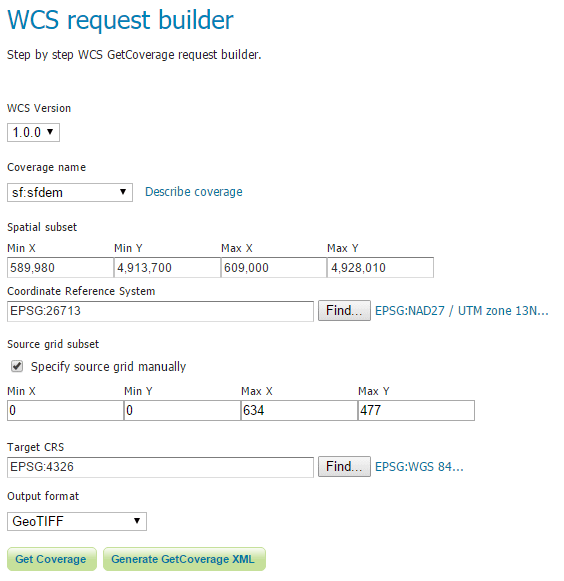 WCS request builder
Step by step WCS GetCoverage request builder.
WCS Version
1.0.0
Coverage name
sf:sfdem Describe coverage
Spatial subset
Min X Min Y Max X Max Y
589,980 4,913,700 609,000 4,928,010
Coordinate Reference System
EPSG:26713 Find... EPSG:NAD27 / UTM zone 13N...
Source grid subset
Specify source grid manually
Min X Min Y Max X Max Y
0 0 634 477
Target CRS
EPSG:4326 Find... EPSG:WGS 84...
Output format
GeoTIFF
Get Coverage Generate GetCoverage XML